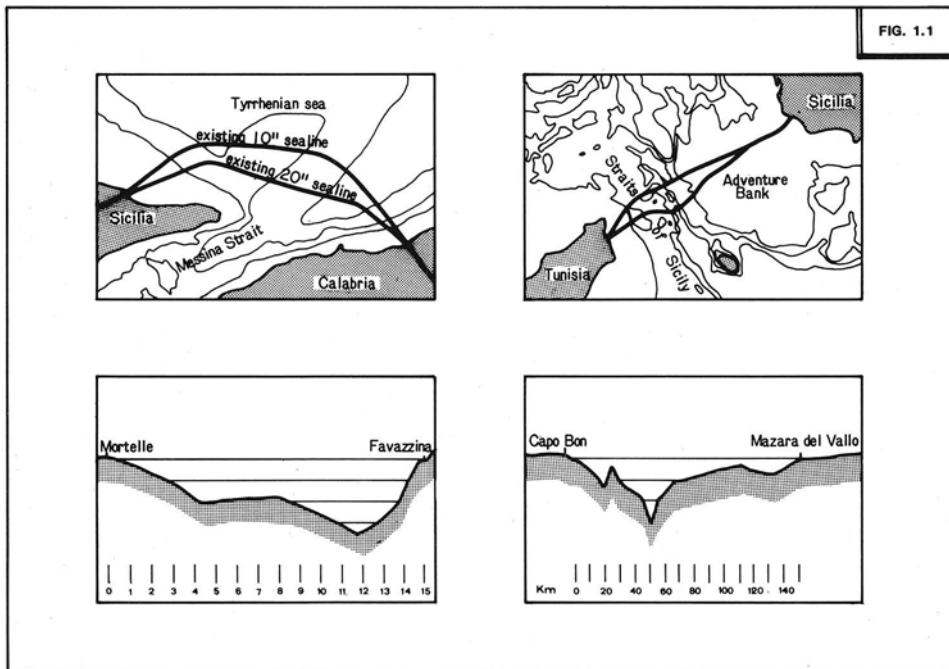 FIG. 1.1
Tyrrhenian sea
existing 10" sealine
existing 20" sealine
Sicilia
Messina Strait
Calabria
Sicilia
Straits of Sicily
Adventure
Bank
Tunisia
Mortelle
Favazzina
0 1 2 3 4 5 6 7 8 9 10 11. 12 13 14 15
Capo Bon
Mazara del Vallo
Km 0 20 40 60 80 100 120 140